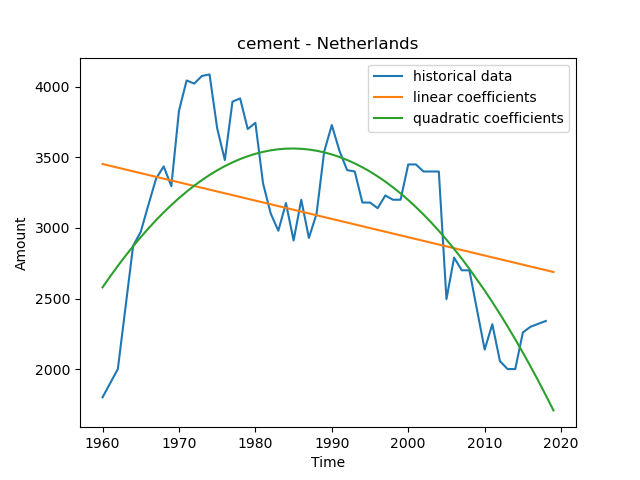 cement - Netherlands
historical data
linear coefficients
quadratic coefficients
Amount
4000
3500
3000
2500
2000
1960 1970 1980 1990 2000 2010 2020
Time